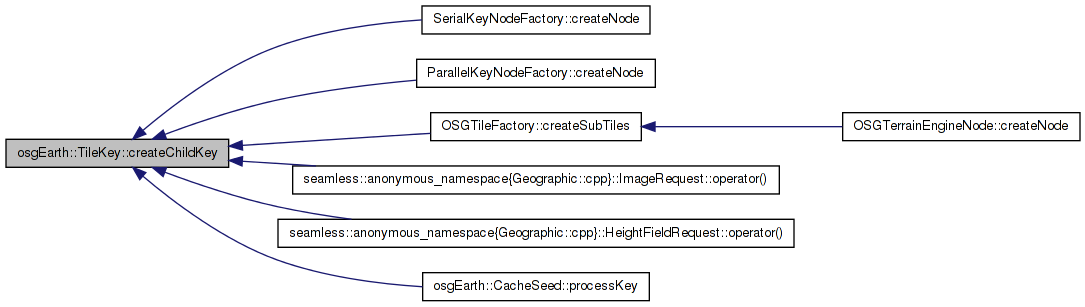 SerialKeyNodeFactory::createNode
ParallelKeyNodeFactory::createNode
OSGTileFactory::createSubTiles
OSGTerrainEngineNode::createNode
osgEarth::TileKey::createChildKey
seamless::anonymous_namespace{Geographic::cpp}::ImageRequest::operator()
seamless::anonymous_namespace{Geographic::cpp}::HeightFieldRequest::operator()
osgEarth::CacheSeed::processKey